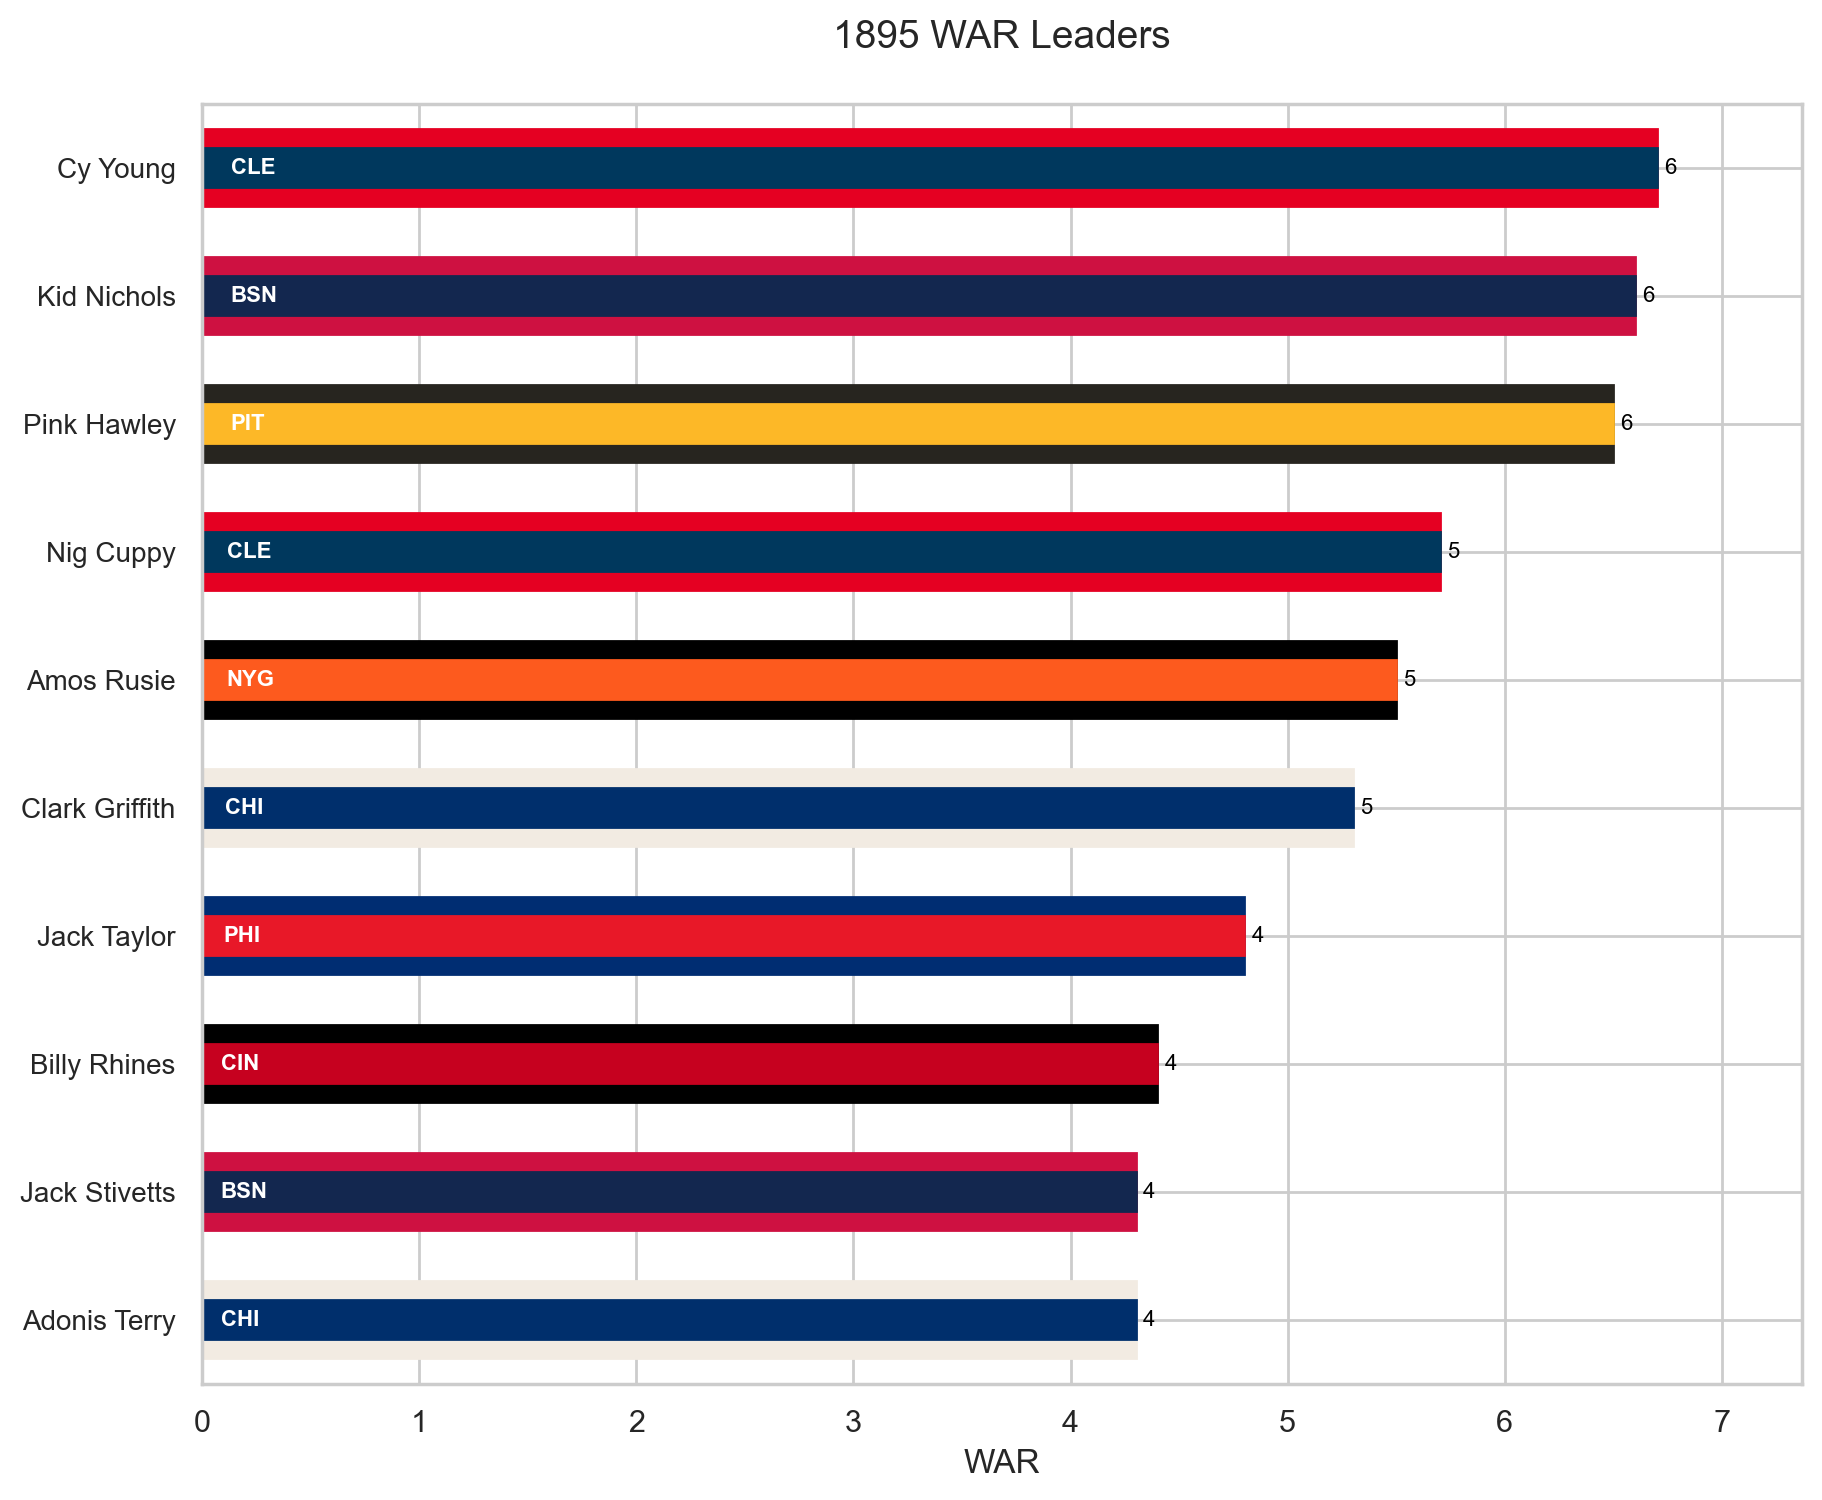 1895 WAR Leaders
Cy Young
CLE
6
Kid Nichols
BSN
6
Pink Hawley
PIT
6
Nig Cuppy
CLE
5
Amos Rusie
NYG
5
Clark Griffith
CHI
5
Jack Taylor
PHI
4
Billy Rhines
CIN
4
Jack Stivetts
BSN
4
Adonis Terry
CHI
4
0 1 2 3 4 5 6 7
WAR